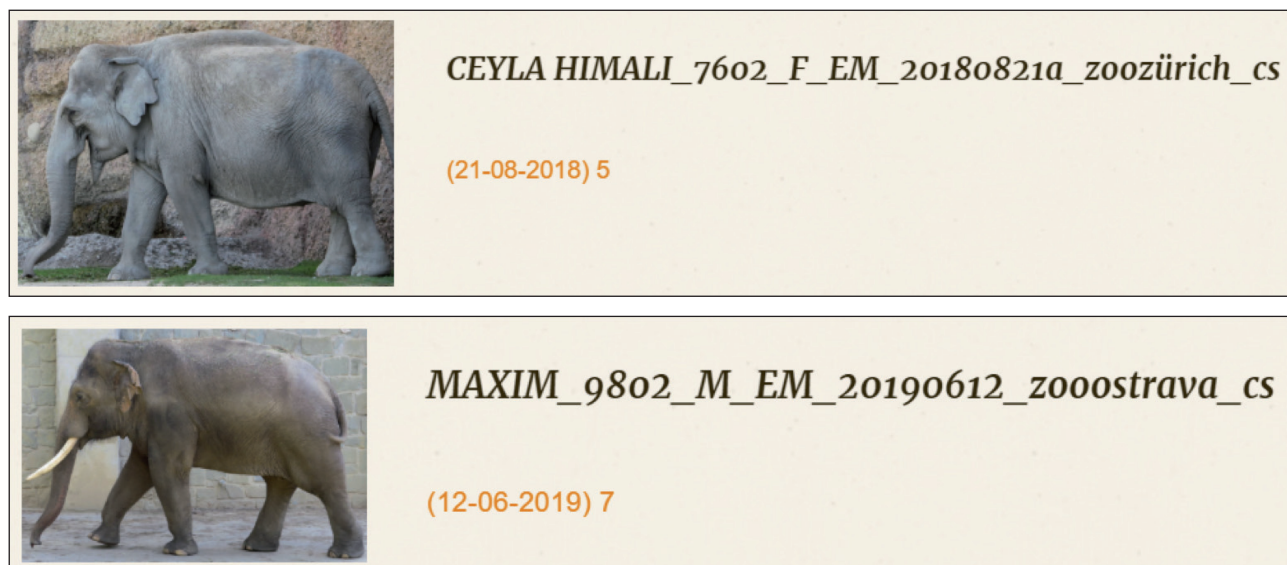 CEYLA HIMALI_7602_F_EM_20180821a_zoozürich_cs
(21-08-2018) 5
MAXIM_9802_M_EM_20190612_zooostrava_cs
(12-06-2019) 7